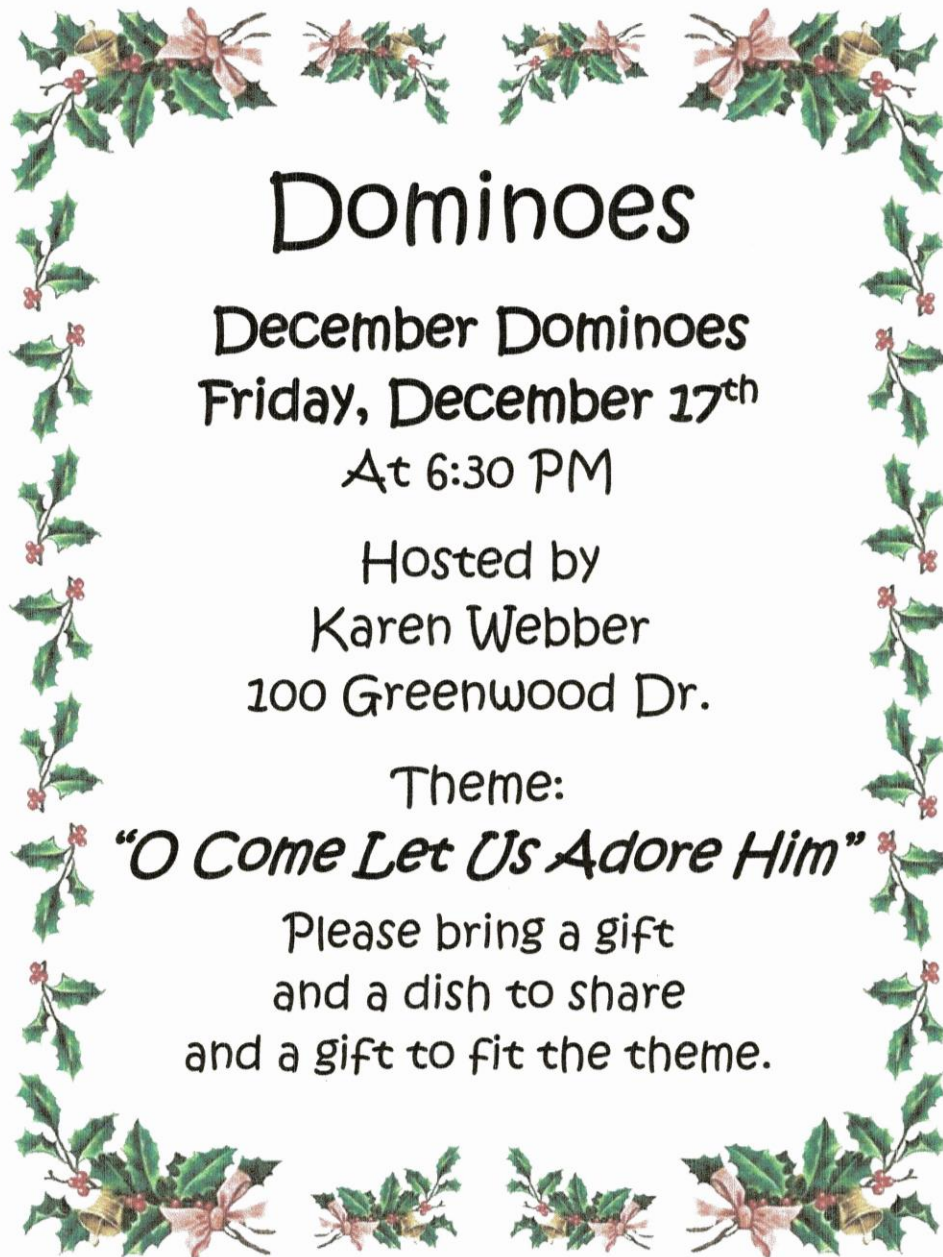 Dominoes
December Dominoes
Friday, December 17th
At 6:30 PM
Hosted by
Karen Webber
100 Greenwood Dr.
Theme:
“O Come Let Us Adore Him”
Please bring a gift
and a dish to share
and a gift to fit the theme.